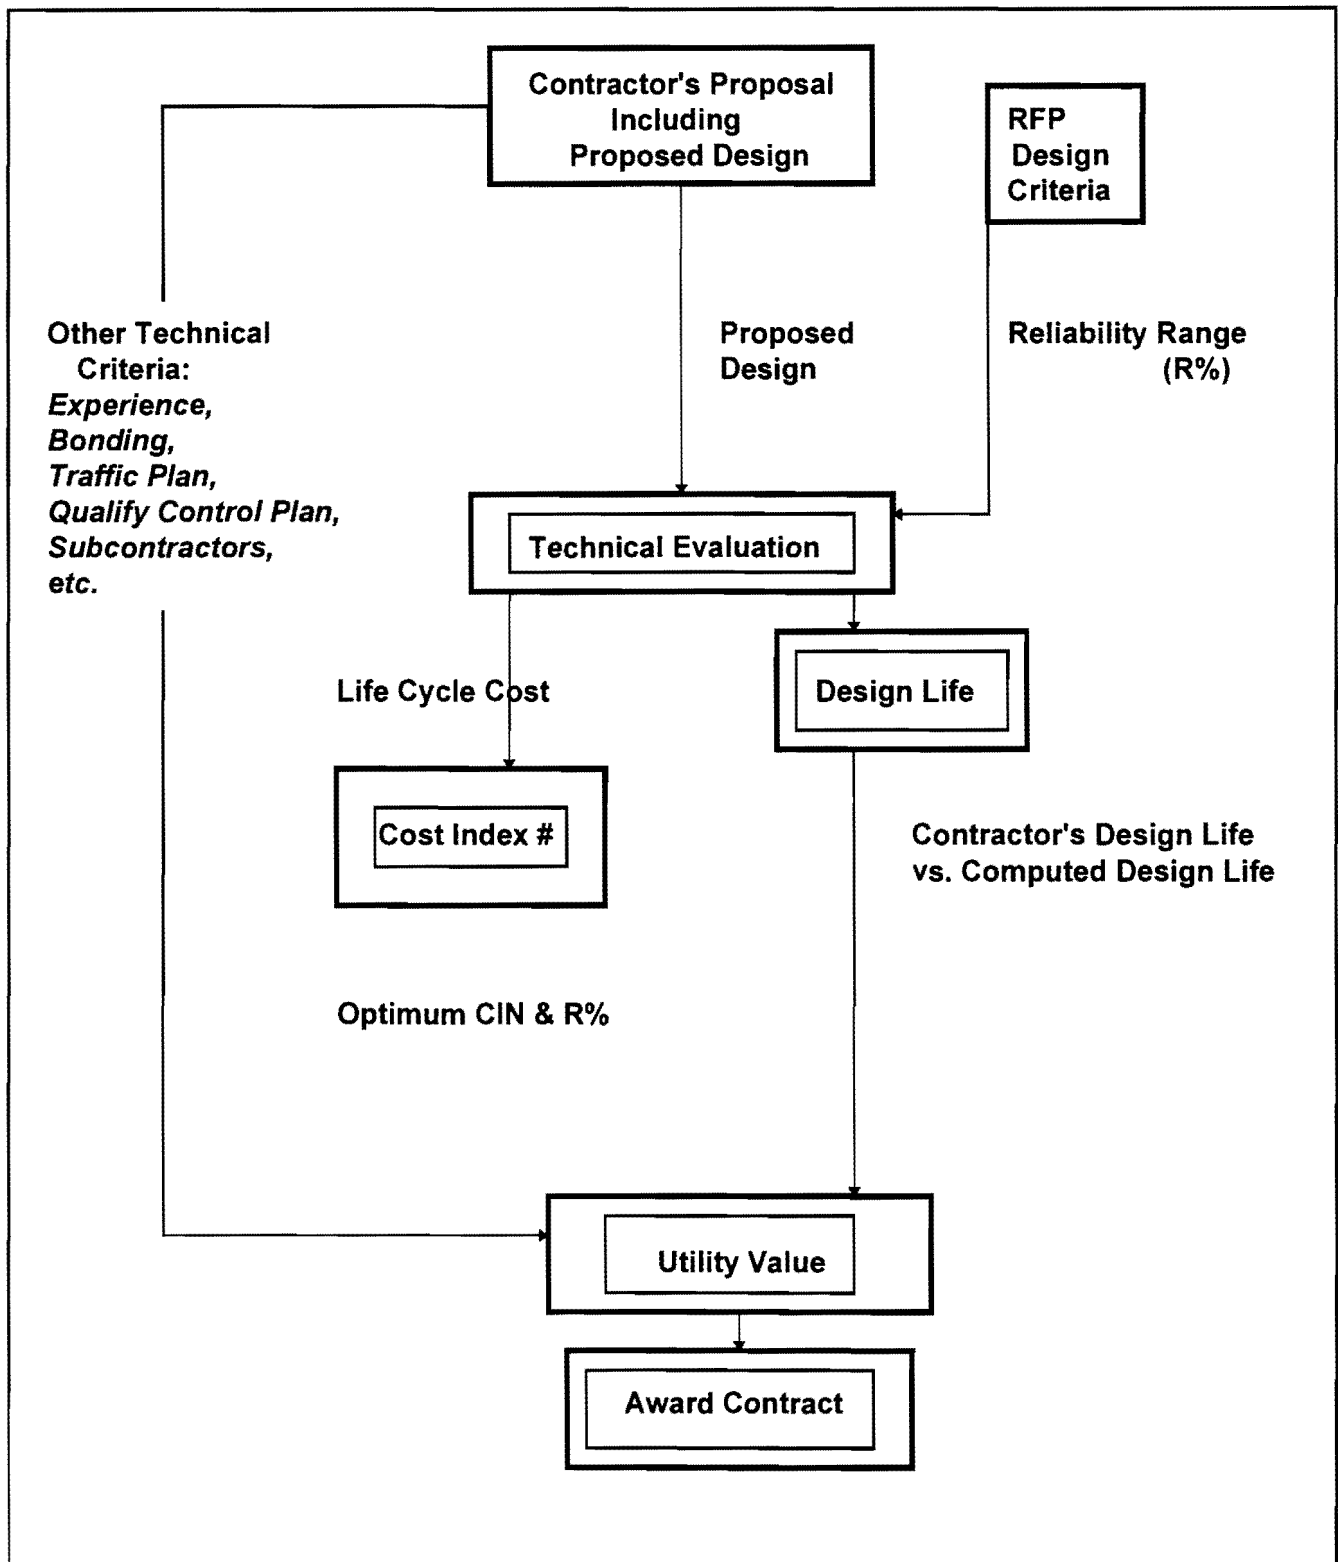 Contractor's Proposal
Including
Proposed Design
RFP
Design
Criteria
Other Technical
Criteria:
Experience,
Bonding,
Traffic Plan,
Qualify Control Plan,
Subcontractors,
etc.
Proposed
Design
Reliability Range
(R%)
Technical Evaluation
Life Cycle Cost
Design Life
Cost Index #
Contractor's Design Life
vs. Computed Design Life
Optimum CIN & R%
Utility Value
Award Contract